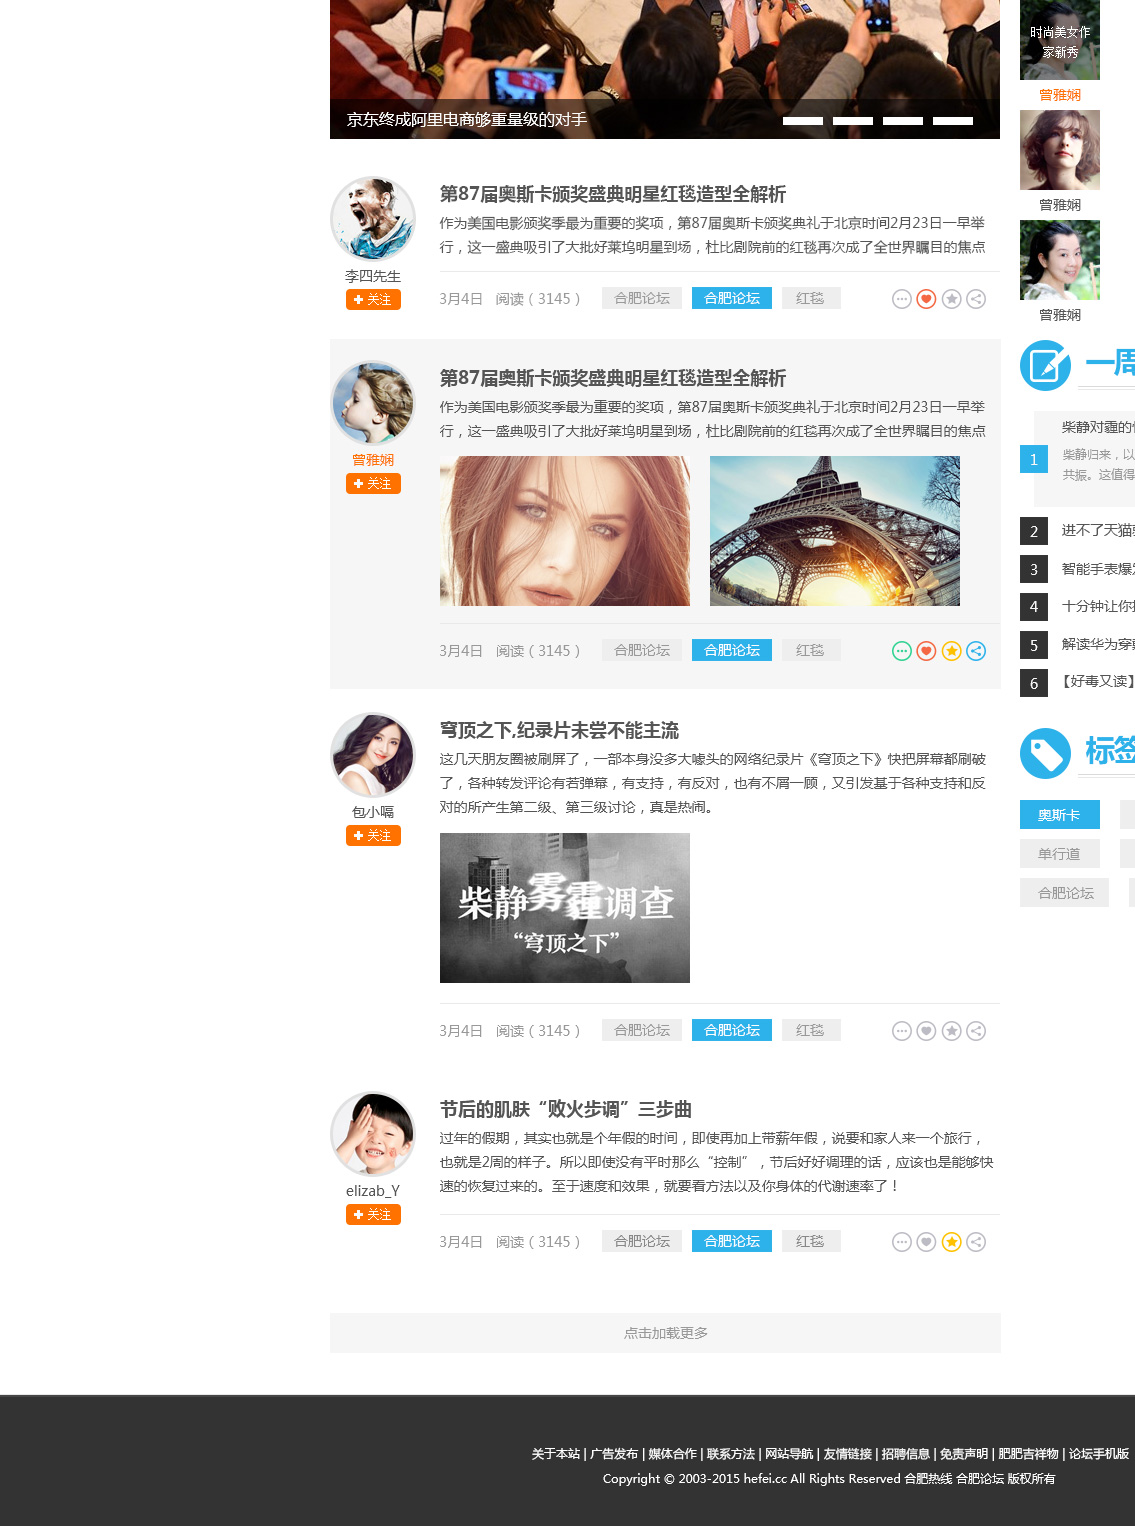 京东终成阿里电商够重量级的对手
第87届奥斯卡颁奖盛典明星红毯造型全解析
作为美国电影颁奖季最为重要的奖项，第87届奥斯卡颁奖典礼于北京时间2月23日一早举
行，这一盛典吸引了大批好莱坞明星到场，杜比剧院前的红毯再次成了全世界瞩目的焦点
李四先生
关注
3月4日 阅读（3145） 合肥论坛 合肥论坛 红毯
第87届奥斯卡颁奖盛典明星红毯造型全解析
作为美国电影颁奖季最为重要的奖项，第87届奥斯卡颁奖典礼于北京时间2月23日一早举
行，这一盛典吸引了大批好莱坞明星到场，杜比剧院前的红毯再次成了全世界瞩目的焦点
曾雅娴
关注
3月4日 阅读（3145） 合肥论坛 合肥论坛 红毯
穹顶之下,纪录片未尝不能主流
这几天朋友圈被刷屏了，一部本身没多大噱头的网络纪录片《穹顶之下》快把屏幕都刷破
了，各种转发评论有若弹幕，有支持，有反对，也有不屑一顾，又引发基于各种支持和反
对的所产生第二级、第三级讨论，真是热闹。
包小嗝
关注
柴静雾霾调查
“穹顶之下”
3月4日 阅读（3145） 合肥论坛 合肥论坛 红毯
节后的肌肤“败火步调”三步曲
过年的假期，其实也就是个年假的时间，即使再加上带薪年假，说要和家人来一个旅行，
也就是2周的样子。所以即使没有平时那么“控制”，节后好好调理的话，应该也是能够快
速的恢复过来的。至于速度和效果，就要看方法以及你身体的代谢速率了！
elizab_Y
关注
3月4日 阅读（3145） 合肥论坛 合肥论坛 红毯
点击加载更多
时尚美女作
家新秀
曾雅娴
曾雅娴
曾雅娴
一周
柴静对霾的
1
柴静归来，以
共振。这值得
2 进不了天猫
3 智能手表爆
4 十分钟让你
5 解读华为穿
6 【好毒又读】
标签
奥斯卡
单行道
合肥论坛
关于本站 | 广告发布 | 媒体合作 | 联系方法 | 网站导航 | 友情链接 | 招聘信息 | 免责声明 | 肥肥吉祥物 | 论坛手机版
Copyright © 2003-2015 hefei.cc All Rights Reserved 合肥热线 合肥论坛 版权所有